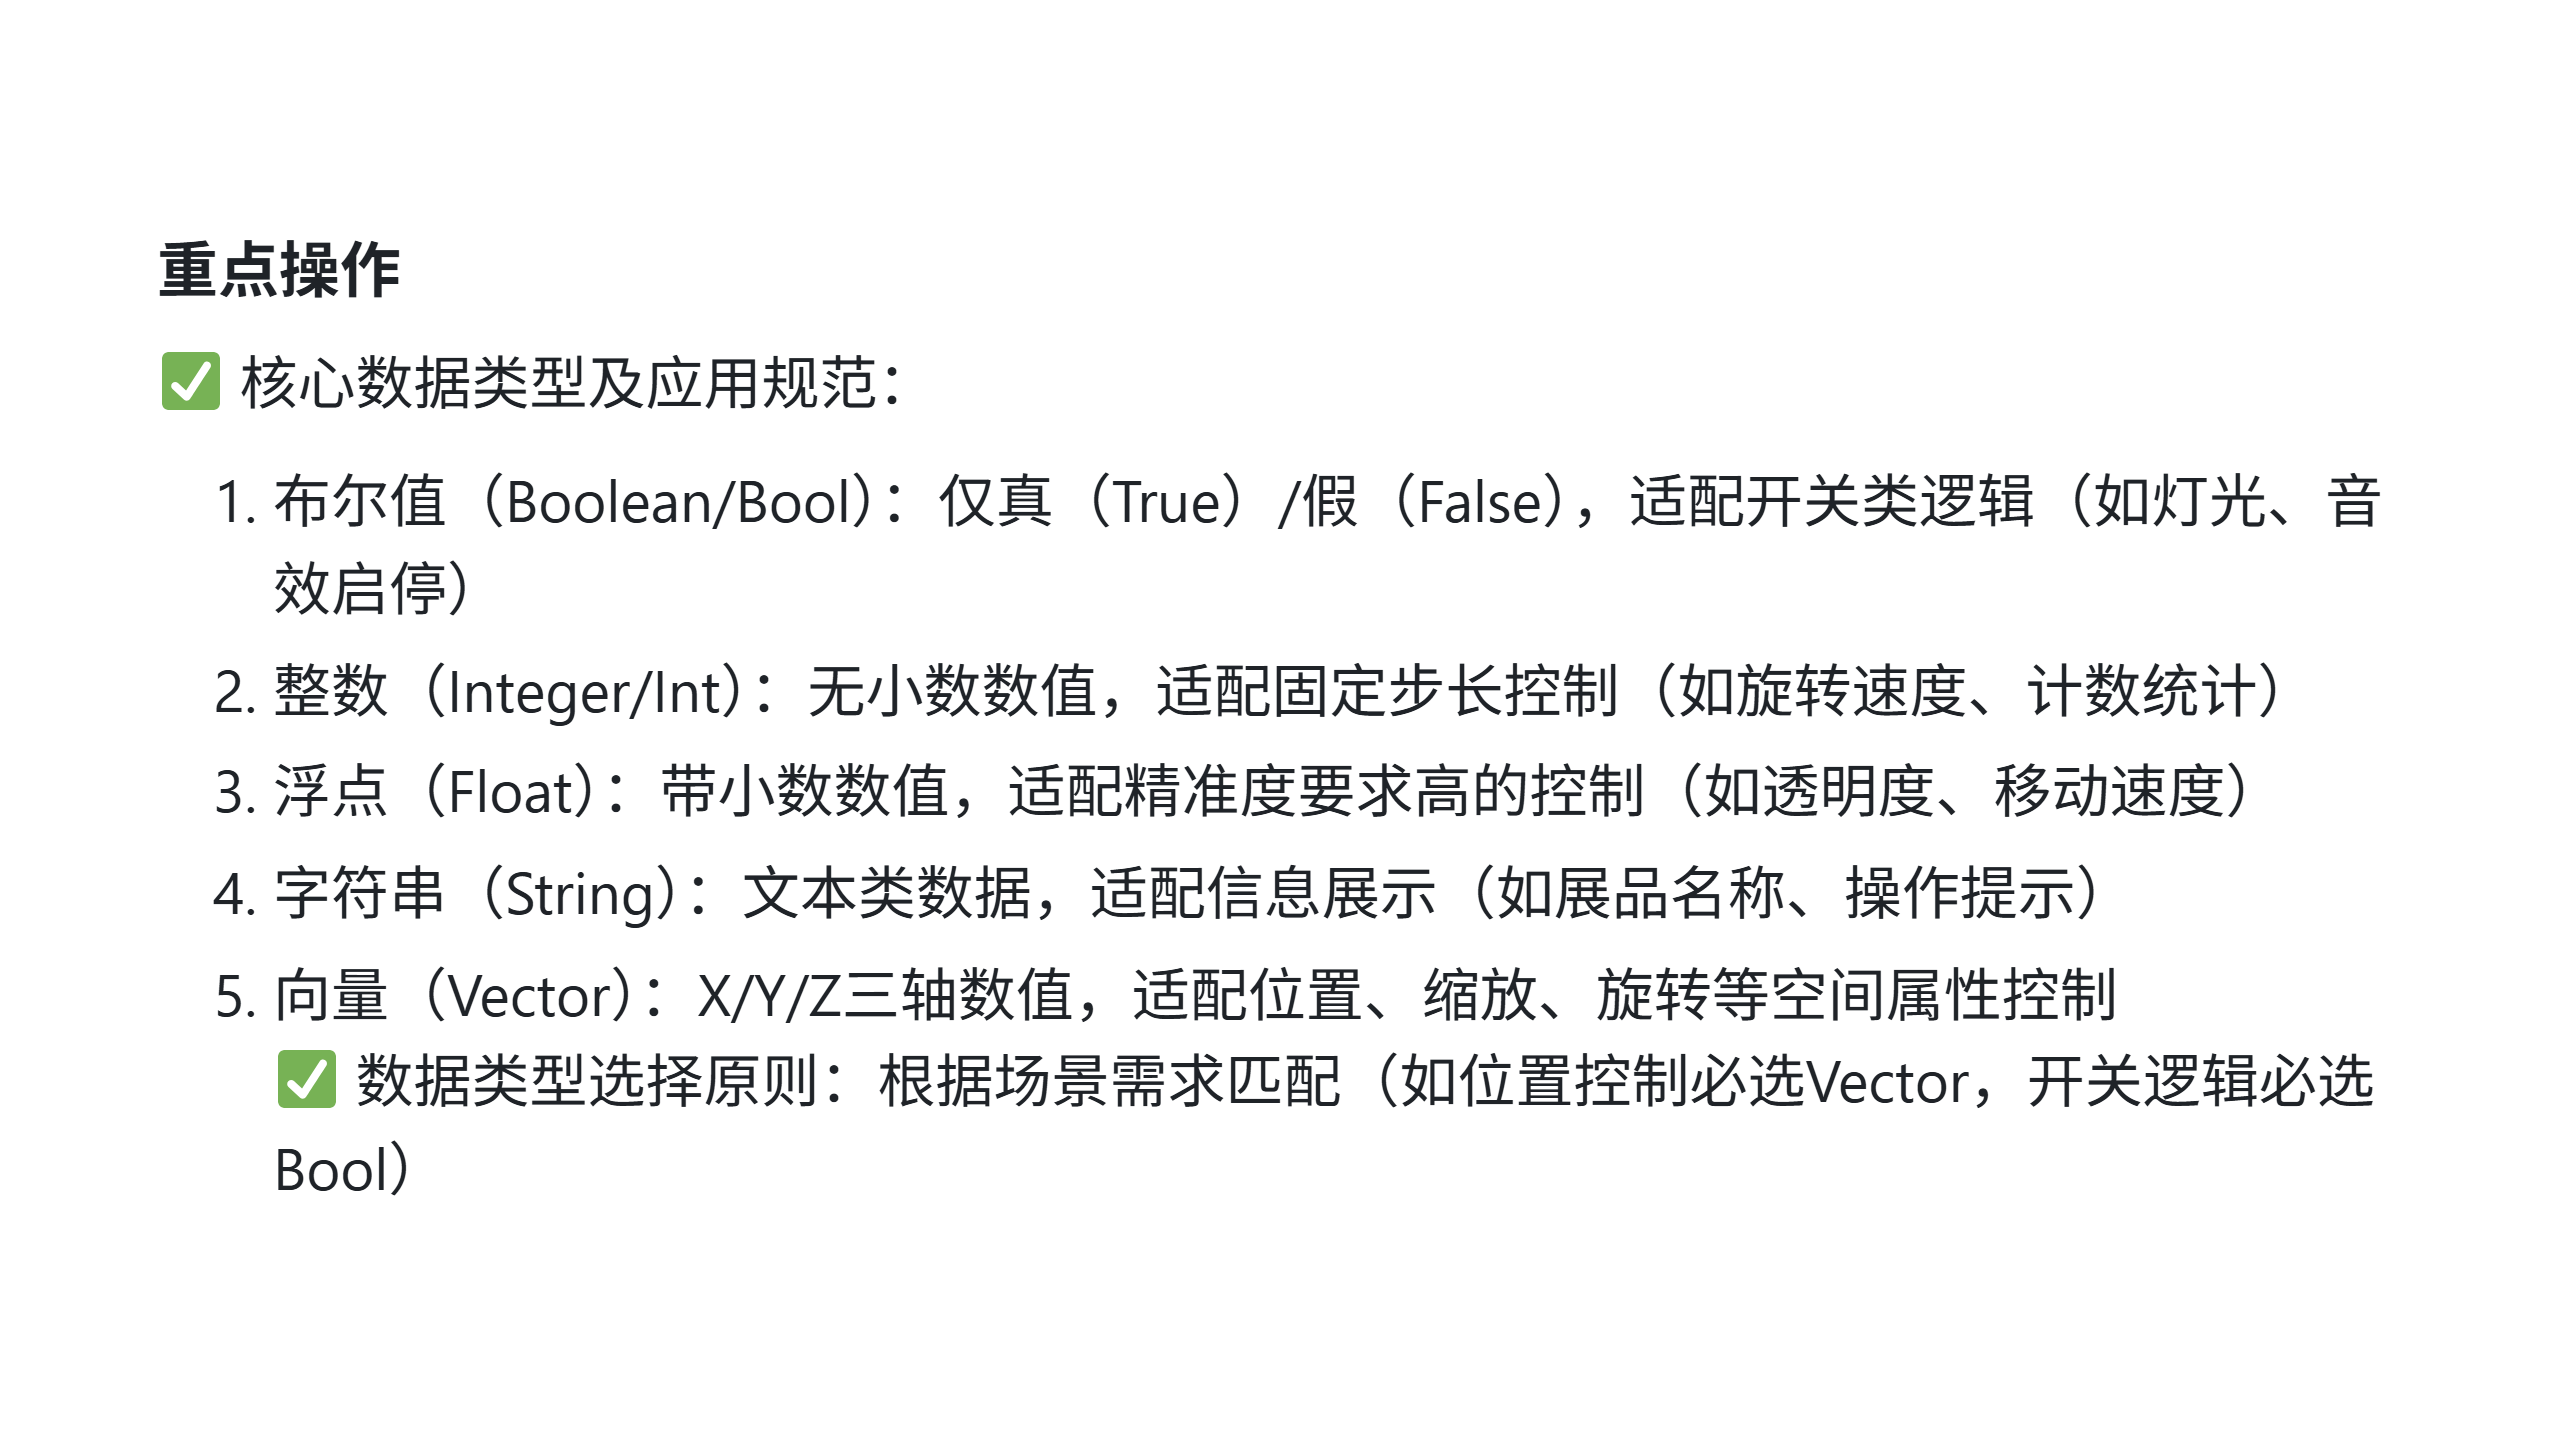 重点操作
✅ 核心数据类型及应用规范：
1. 布尔值（Boolean/Bool）：仅真（True）/假（False），适配开关类逻辑（如灯光、音
效启停）
2. 整数（Integer/Int）：无小数数值，适配固定步长控制（如旋转速度、计数统计）
3. 浮点（Float）：带小数数值，适配精准度要求高的控制（如透明度、移动速度）
4. 字符串（String）：文本类数据，适配信息展示（如展品名称、操作提示）
5. 向量（Vector）：X/Y/Z三轴数值，适配位置、缩放、旋转等空间属性控制
✅ 数据类型选择原则：根据场景需求匹配（如位置控制必选Vector，开关逻辑必选
Bool）